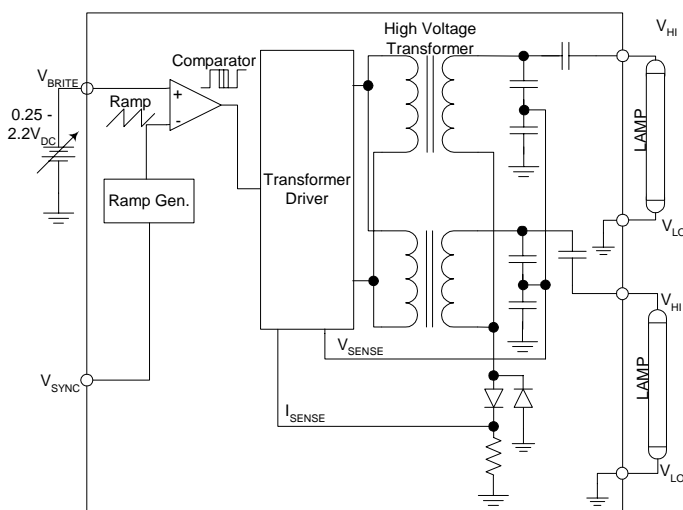 High Voltage
Transformer
V_HI
Comparator
V_BRITE
Ramp
+
-
0.25 -
2.2V_DC
LAMP
Transformer
Driver
Ramp Gen.
V_LO
V_HI
V_SENSE
V_SYNC
I_SENSE
LAMP
V_LO